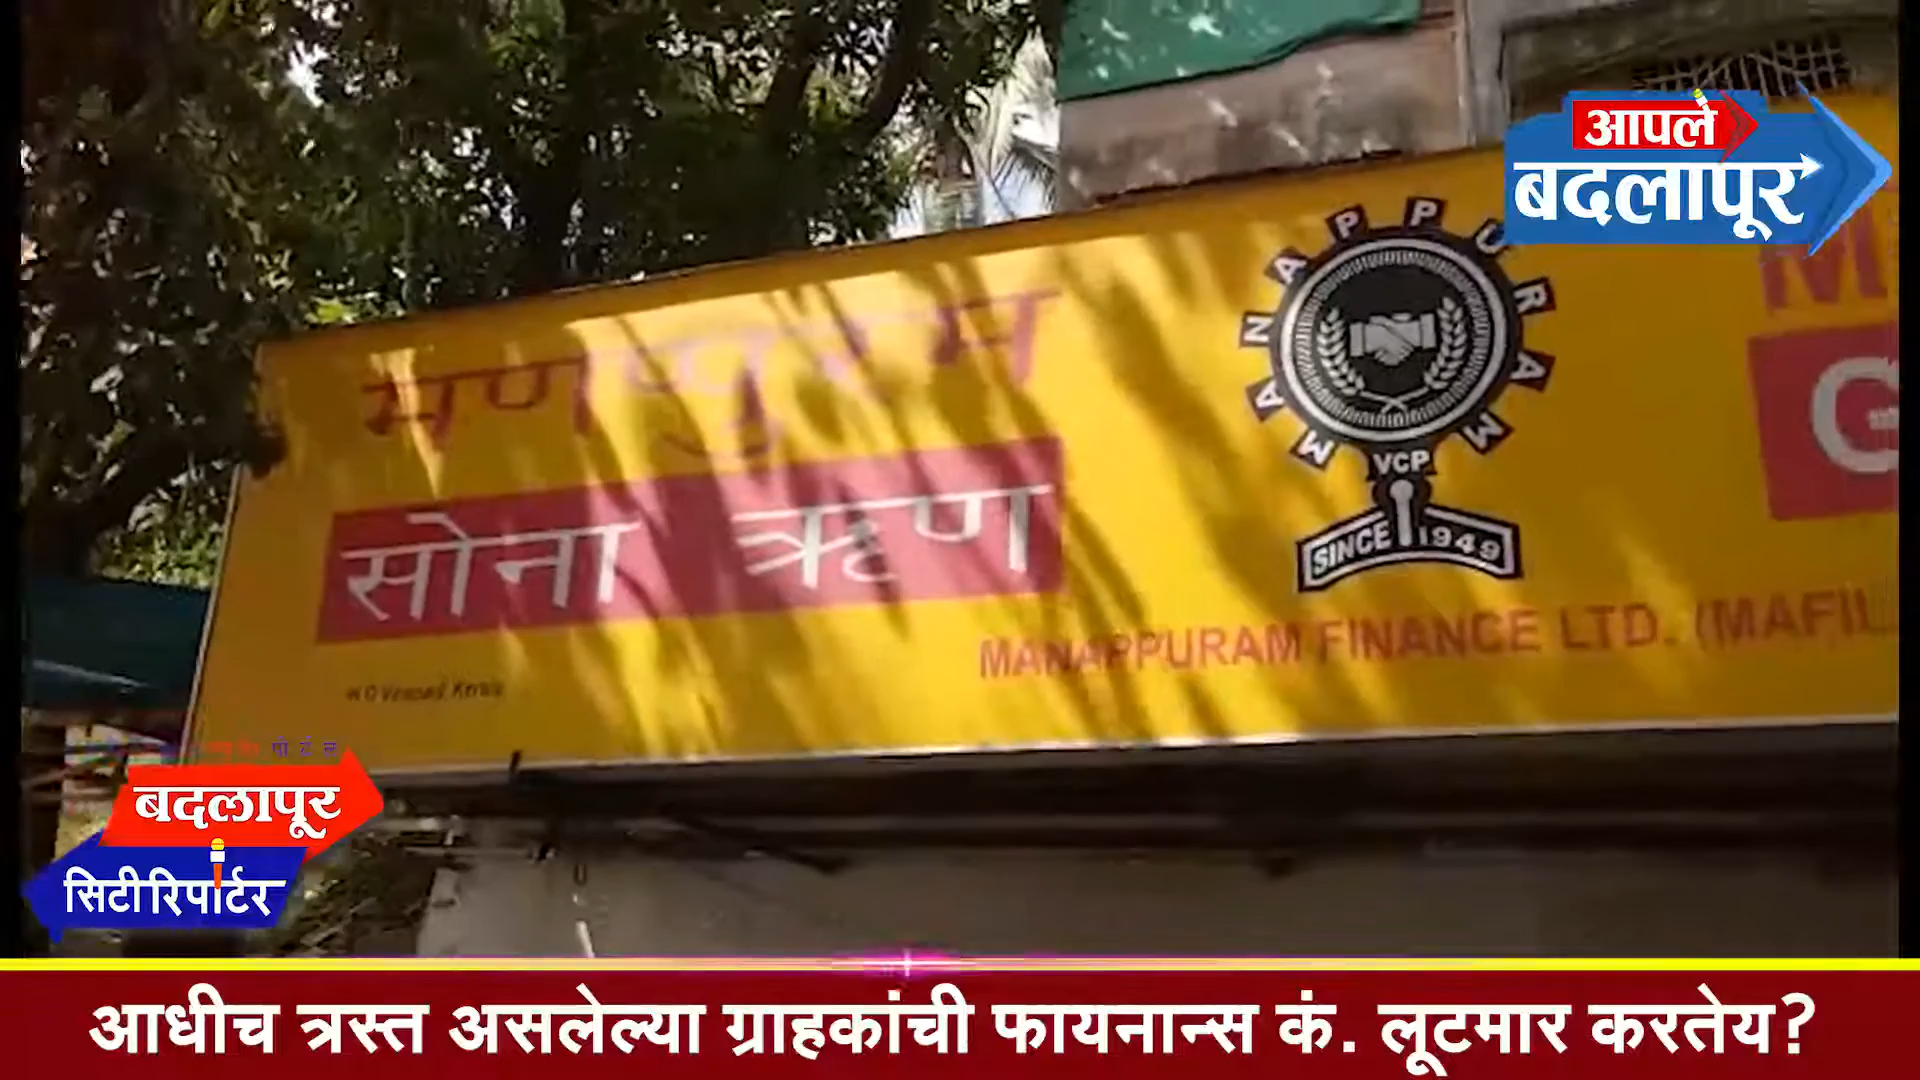 आपले
बदलापूर
मणप्पुरम
सोना ऋण
MANAPPURAM
VCP
SINCE 1949
G
MANAPPURAM FINANCE LTD. (MAFIL
बदलापूर
सिटी रिपोर्टर
आधीच त्रस्त असलेल्या ग्राहकांची फायनान्स कं. लूटमार करतेय?